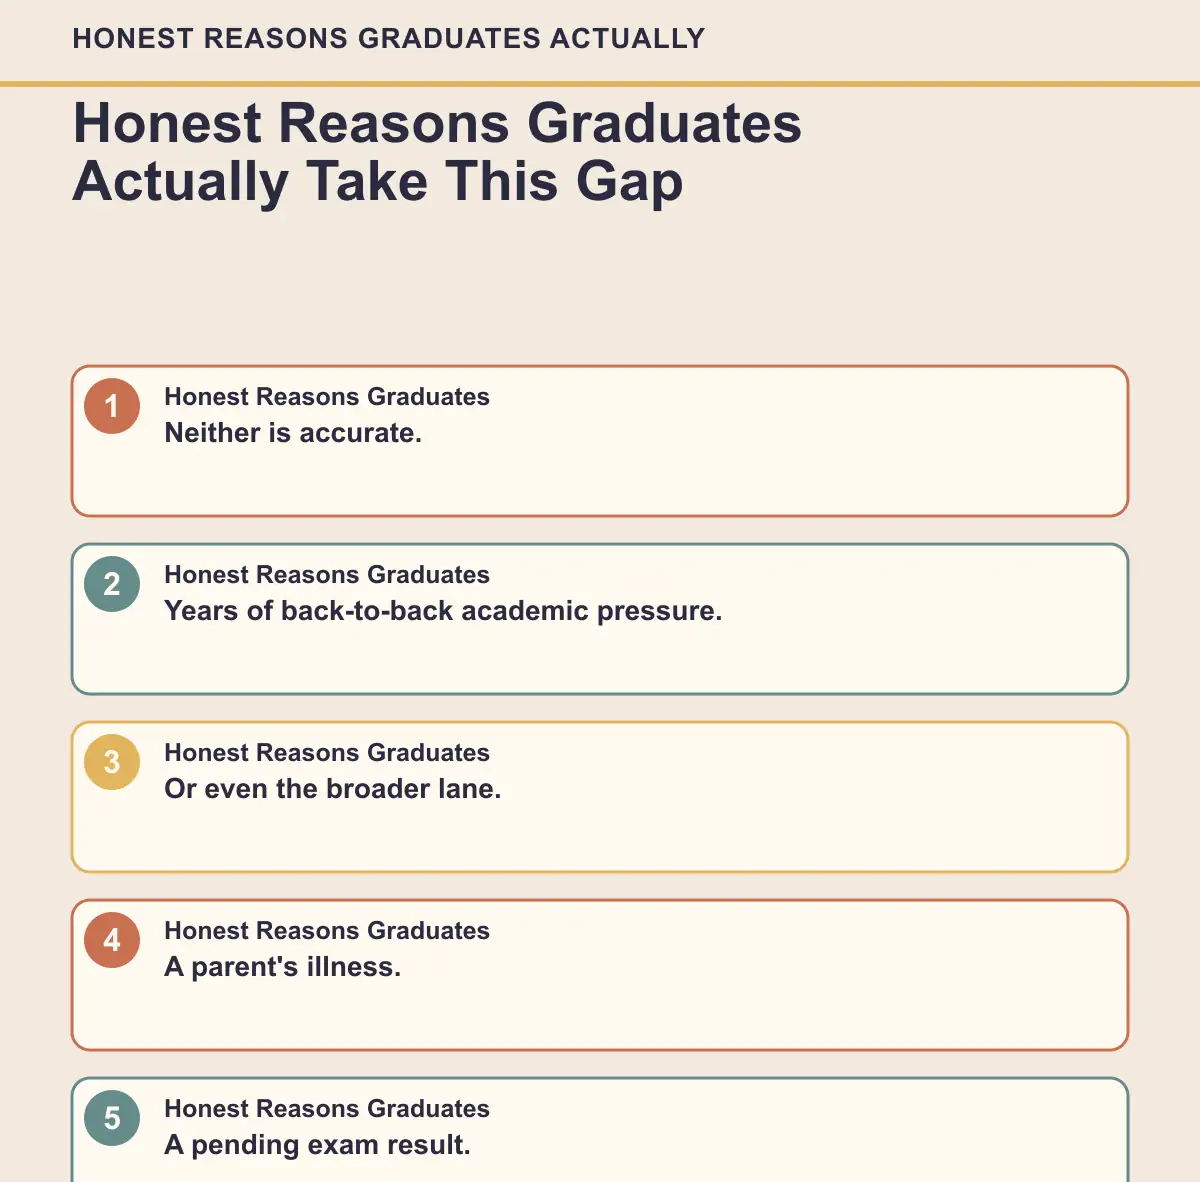 HONEST REASONS GRADUATES ACTUALLY
Honest Reasons Graduates
Actually Take This Gap
1
Honest Reasons Graduates
Neither is accurate.
2
Honest Reasons Graduates
Years of back-to-back academic pressure.
3
Honest Reasons Graduates
Or even the broader lane.
4
Honest Reasons Graduates
A parent's illness.
5
Honest Reasons Graduates
A pending exam result.